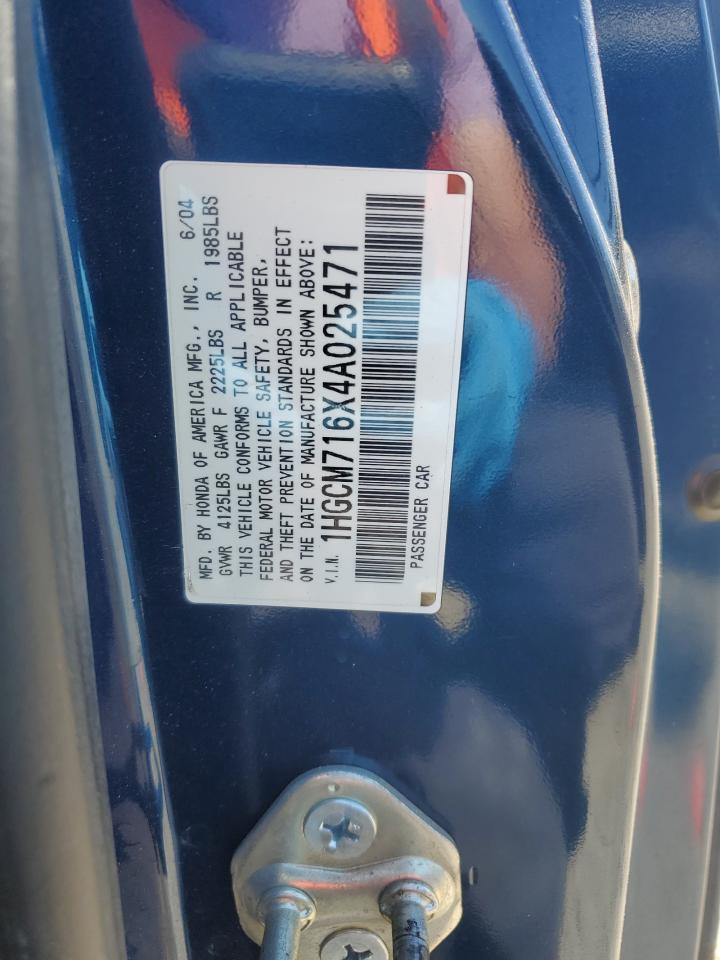 MFD. BY HONDA OF AMERICA MFG., INC. 6/04
GVWR 4125LBS GAWR F 2225LBS R 1985LBS
THIS VEHICLE CONFORMS TO ALL APPLICABLE
FEDERAL MOTOR VEHICLE SAFETY, BUMPER,
AND THEFT PREVENTION STANDARDS IN EFFECT
ON THE DATE OF MANUFACTURE SHOWN ABOVE:
V.I.N. 1HGCM716X4A025471
PASSENGER CAR